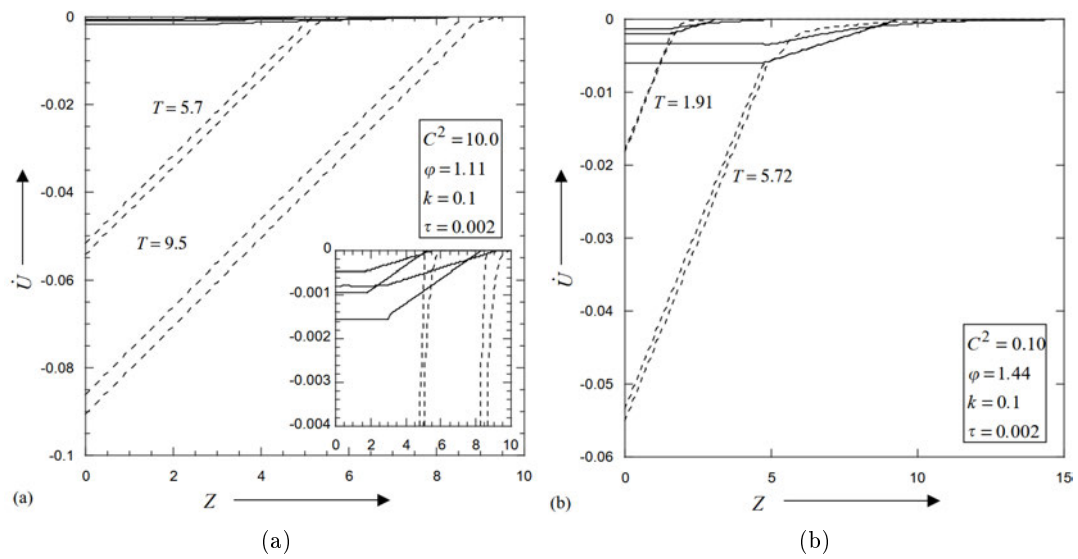 0
-0.02
-0.04
-0.06
-0.08
-0.1
U̇
T = 5.7
T = 9.5
C² = 10.0
φ = 1.11
k = 0.1
τ = 0.002
0
-0.001
-0.002
-0.003
-0.004
0 2 4 6 8 10
0 2 4 6 8 10
(a)
Z
(a)
0
-0.01
-0.02
-0.03
-0.04
-0.05
-0.06
U̇
T = 1.91
T = 5.72
C² = 0.10
φ = 1.44
k = 0.1
τ = 0.002
0 5 10 15
(b)
Z
(b)